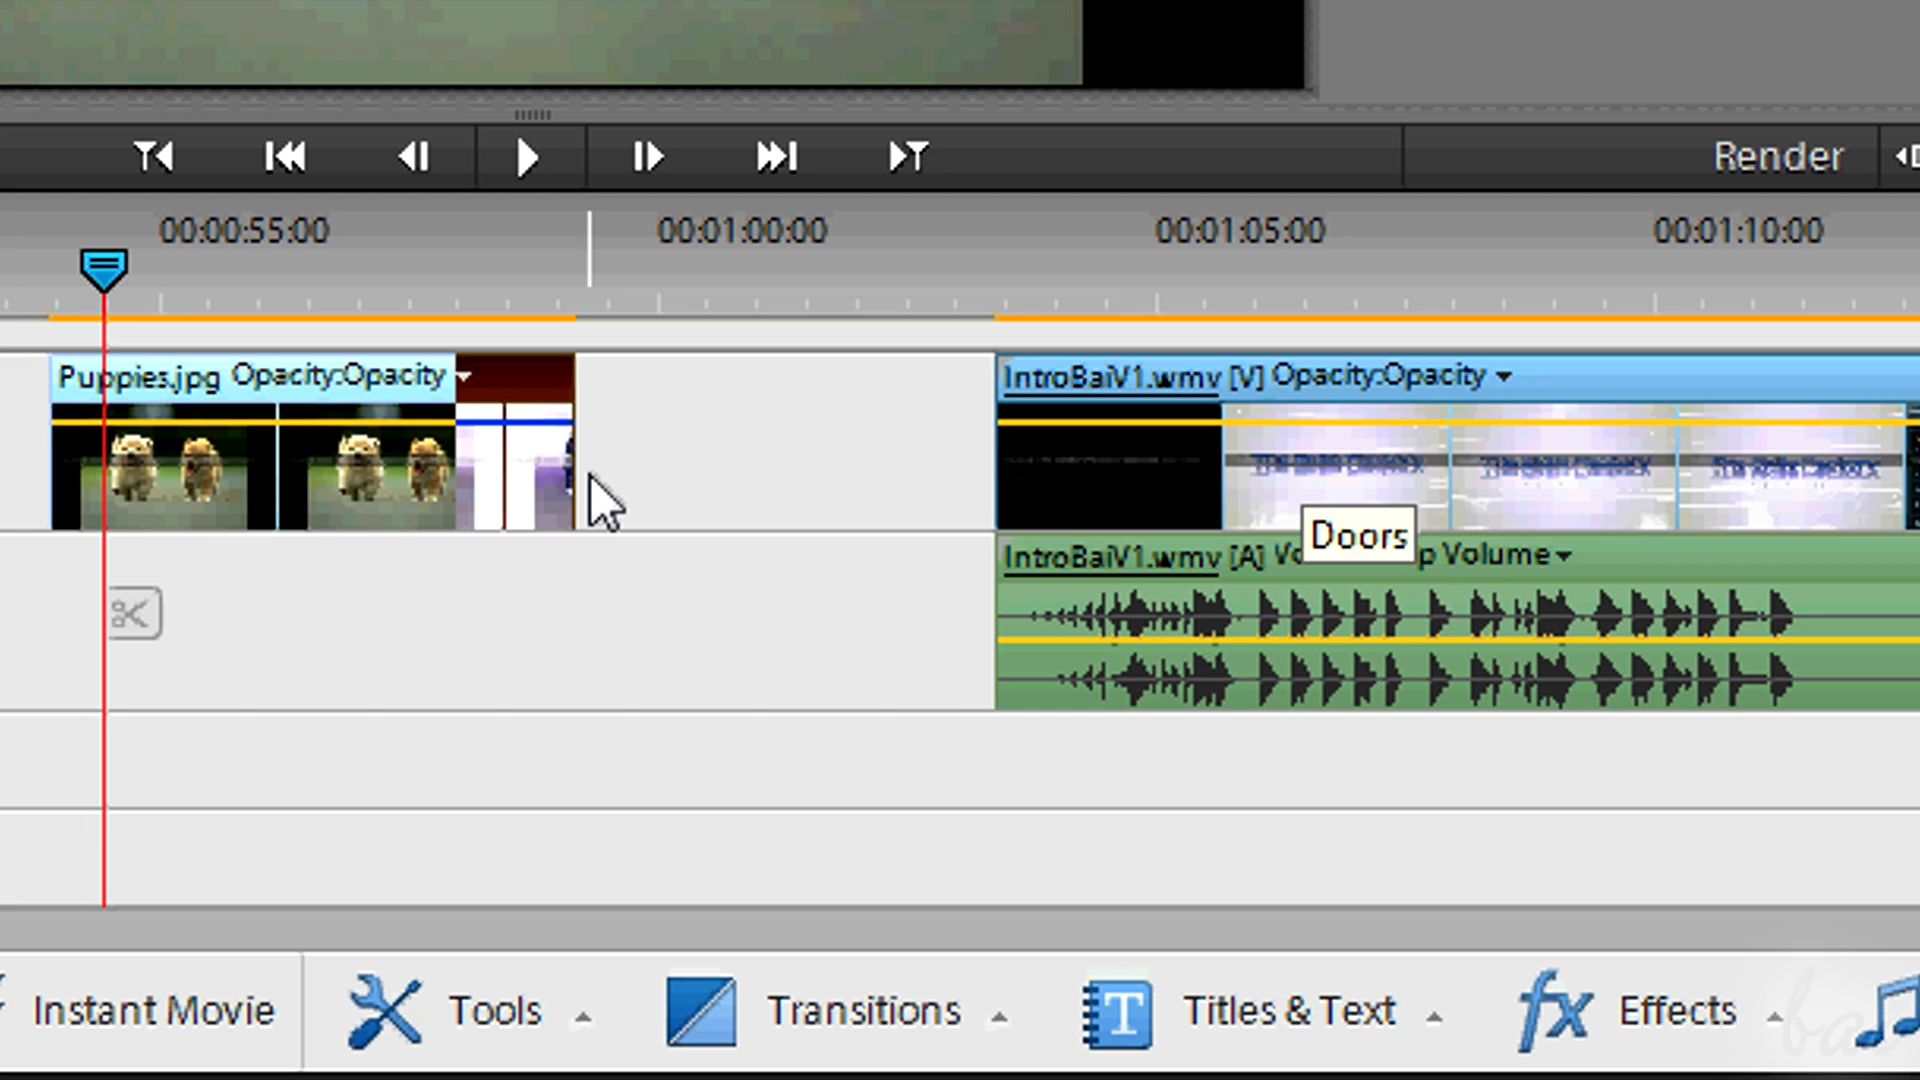 Render
00:00:55:00 00:01:00:00 00:01:05:00 00:01:10:00
Puppies.jpg Opacity:Opacity
IntroBaiV1.wmv [V] Opacity:Opacity
Doors
IntroBaiV1.wmv [A] Vo p Volume
Instant Movie
Tools
Transitions
T
Titles & Text
fx
Effects